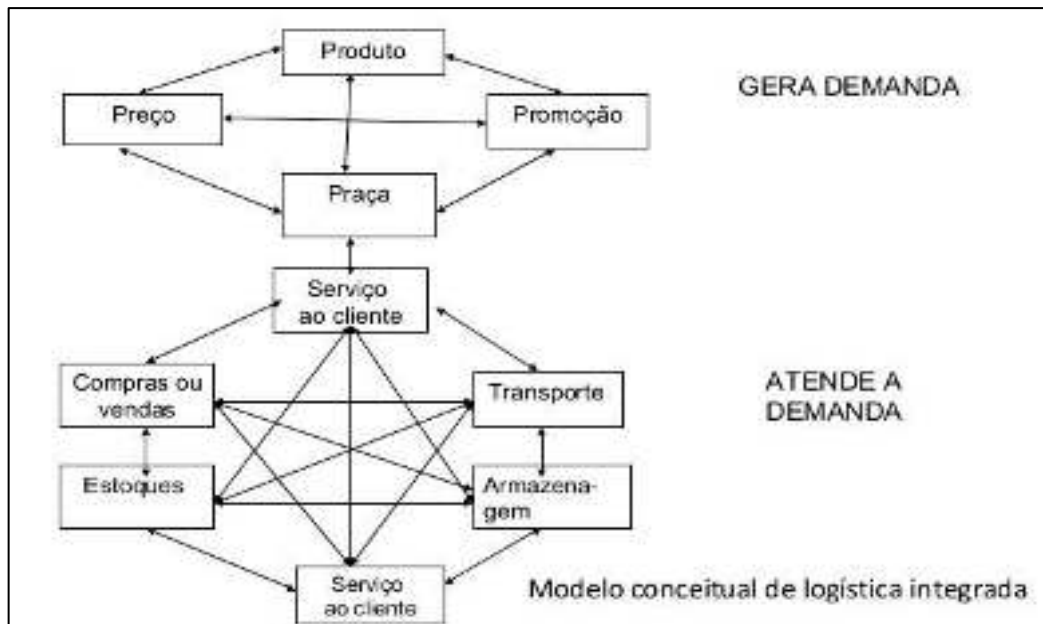 Produto
GERA DEMANDA
Preço
Promoção
Praça
Serviço
ao cliente
Compras ou
vendas
Transporte
ATENDE A
DEMANDA
Estoques
Armazena-
gem
Serviço
ao cliente
Modelo conceitual de logística integrada